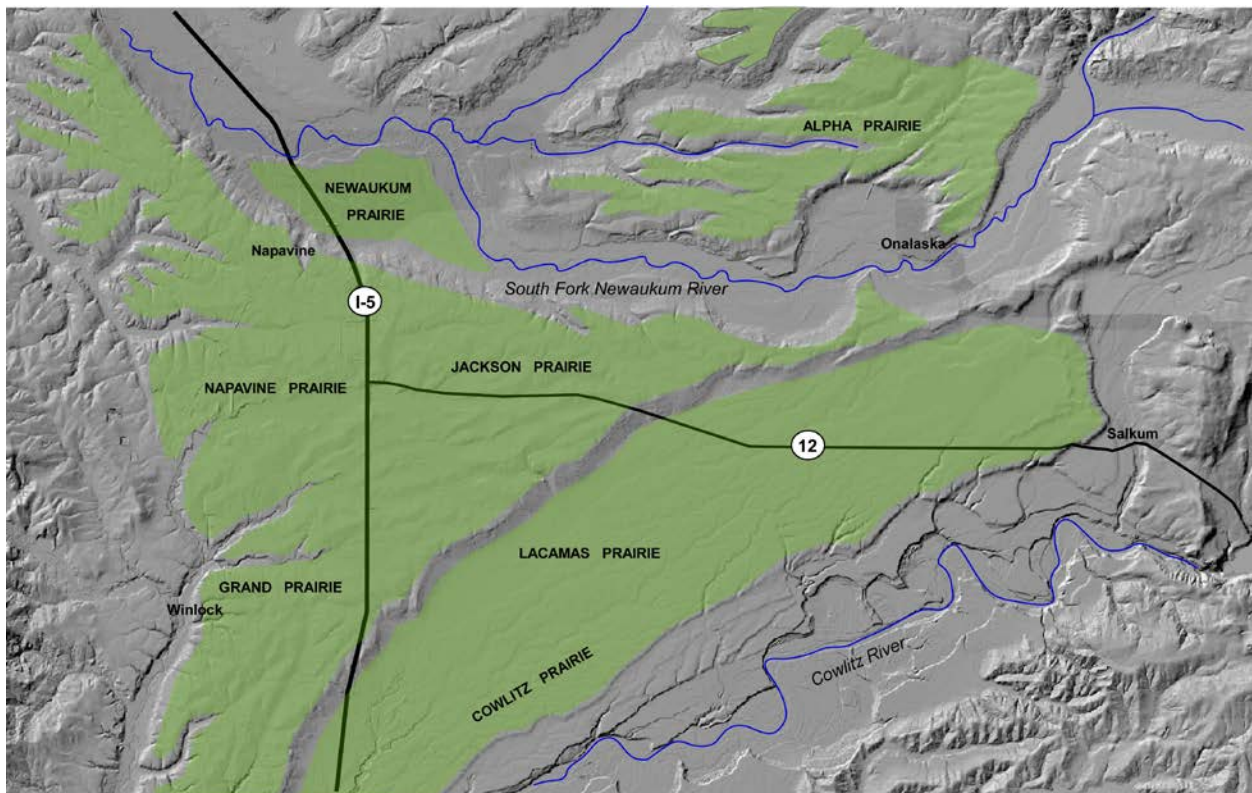 ALPHA PRAIRIE
NEWAUKUM
PRAIRIE
Napavine
Onalaska
South Fork Newaukum River
I-5
JACKSON PRAIRIE
NAPAVINE PRAIRIE
12
Salkum
LACAMAS PRAIRIE
GRAND PRAIRIE
Winlock
COWLITZ PRAIRIE
Cowlitz River